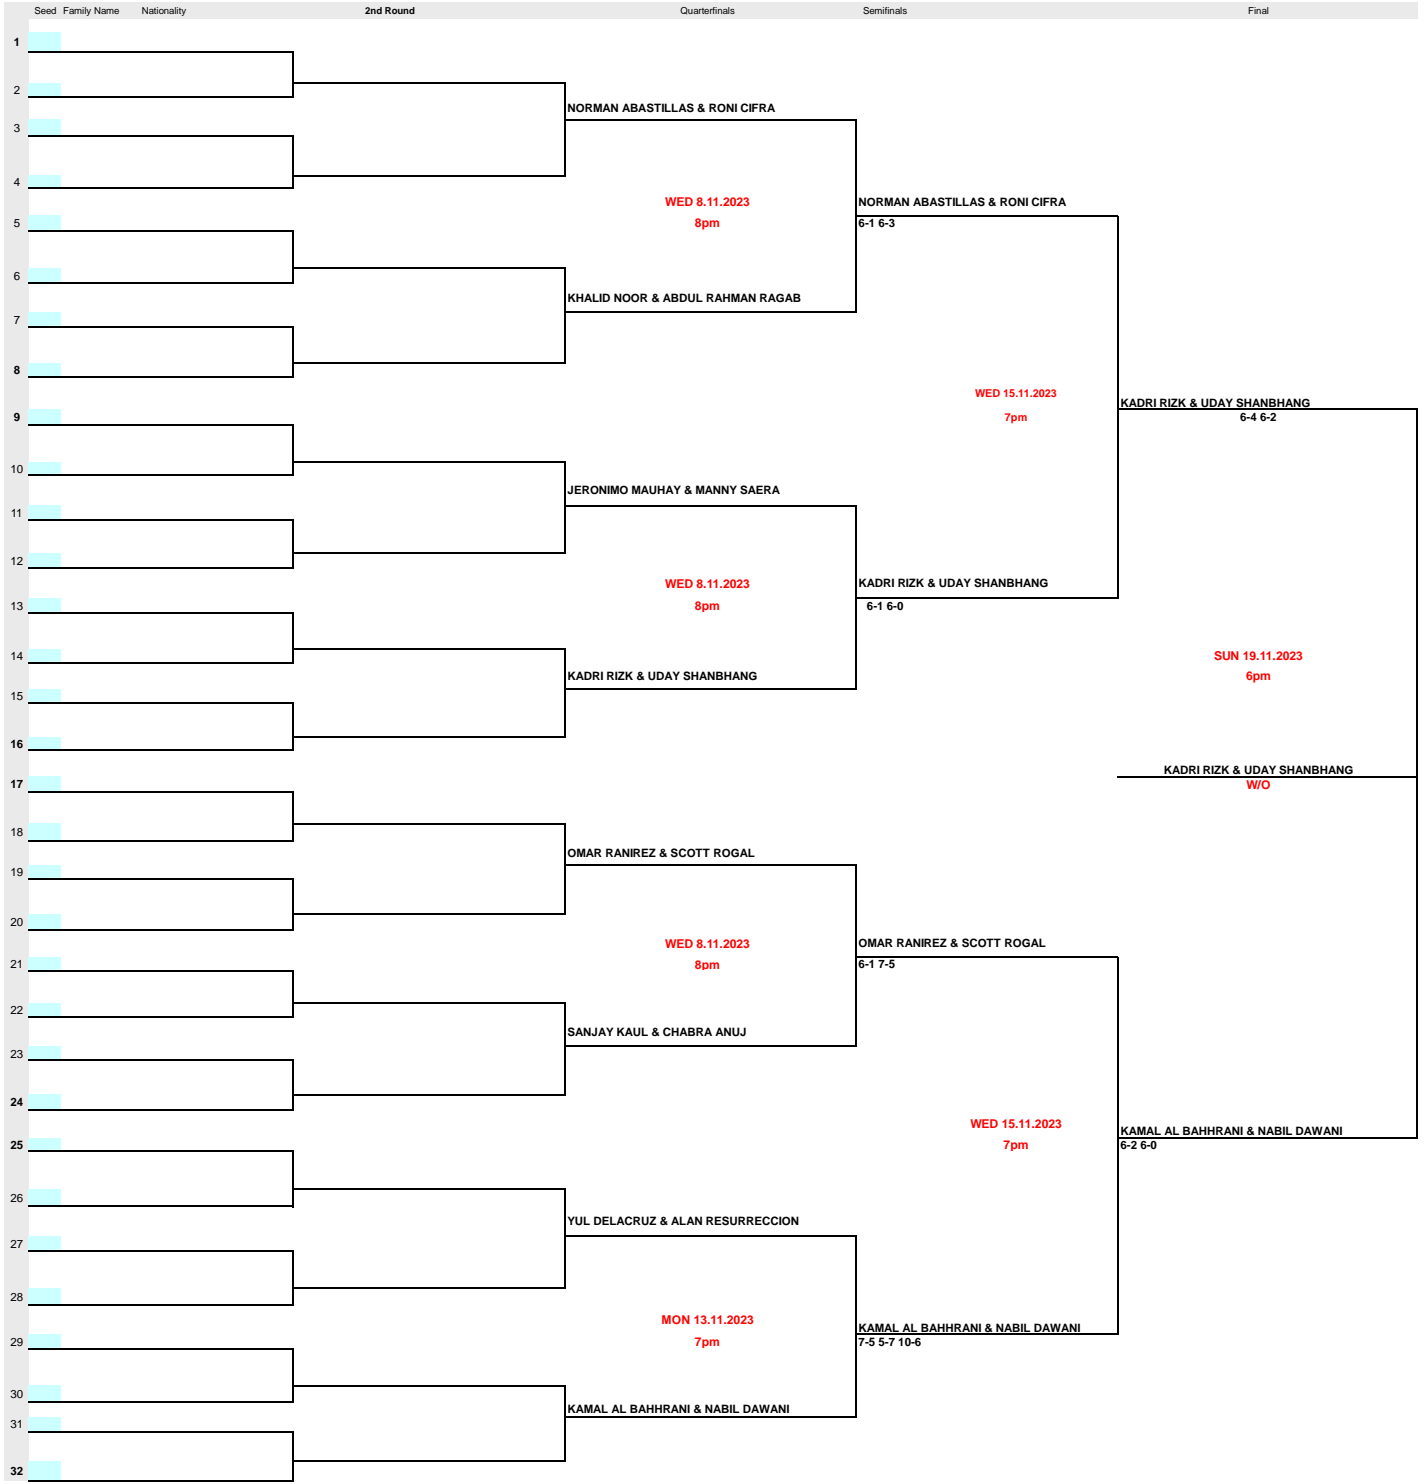 Seed Family Name Nationality 2nd Round Quarterfinals Semifinals Final
1
2
NORMAN ABASTILLAS & RONI CIFRA
3
4
WED 8.11.2023 NORMAN ABASTILLAS & RONI CIFRA
5 8pm 6-1 6-3
6
KHALID NOOR & ABDUL RAHMAN RAGAB
7
8
WED 15.11.2023
KADRI RIZK & UDAY SHANBHANG
9 7pm 6-4 6-2
10
JERONIMO MAUHAY & MANNY SAERA
11
12
WED 8.11.2023 KADRI RIZK & UDAY SHANBHANG
13 8pm 6-1 6-0
14 SUN 19.11.2023
KADRI RIZK & UDAY SHANBHANG 6pm
15
16
KADRI RIZK & UDAY SHANBHANG
17 W/O
18
OMAR RANIREZ & SCOTT ROGAL
19
20
WED 8.11.2023 OMAR RANIREZ & SCOTT ROGAL
21 8pm 6-1 7-5
22
SANJAY KAUL & CHABRA ANUJ
23
24
WED 15.11.2023 KAMAL AL BAHHRANI & NABIL DAWANI
25 7pm 6-2 6-0
26
YUL DELACRUZ & ALAN RESURRECCION
27
28
MON 13.11.2023 KAMAL AL BAHHRANI & NABIL DAWANI
29 7pm 7-5 5-7 10-6
30
KAMAL AL BAHHRANI & NABIL DAWANI
31
32